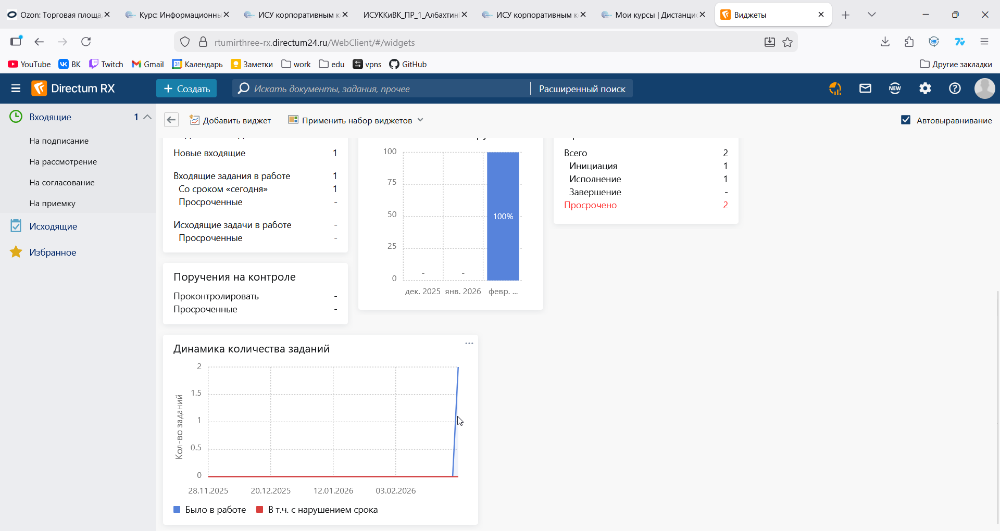 Ozon: Торговая площа
Курс: Информационны
ИСУ корпоративным к
ИСУККиВК_ПР_1_Албахтин
ИСУ корпоративным к
Мои курсы | Дистанци
Виджеты
rtumirthree-rx.directum24.ru/WebClient/#/widgets
YouTube
ВК
Twitch
Gmail
31 Календарь
Заметки
work
edu
vpns
GitHub
Другие закладки
Directum RX
Создать
Искать документы, задания, прочее
Расширенный поиск
NEW
Входящие 1
На подписание
На рассмотрение
На согласование
На приемку
Исходящие
Избранное
Добавить виджет
Применить набор виджетов
Автовыравнивание
Новые входящие 1
Входящие задания в работе 1
Со сроком «сегодня» 1
Просроченные -
Исходящие задачи в работе -
Просроченные -
Поручения на контроле
Проконтролировать -
Просроченные -
100
75
50
25
0
100%
- -
дек. 2025 янв. 2026 февр. ...
Всего 2
Инициация 1
Исполнение 1
Завершение -
Просрочено 2
Динамика количества заданий
Кол-во заданий
2
1.5
1
0.5
0
28.11.2025 20.12.2025 12.01.2026 03.02.2026
Было в работе В т.ч. с нарушением срока